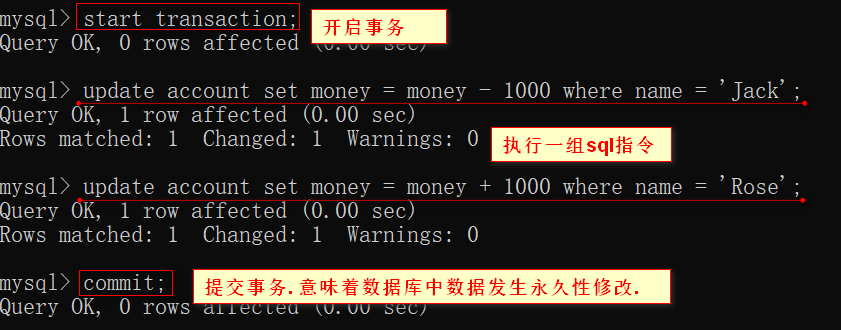 mysql> start transaction;
开启事务
Query OK, 0 rows affected (0.00 sec)
mysql> update account set money = money - 1000 where name = 'Jack';
Query OK, 1 row affected (0.00 sec)
Rows matched: 1  Changed: 1  Warnings: 0
执行一组sql指令
mysql> update account set money = money + 1000 where name = 'Rose';
Query OK, 1 row affected (0.00 sec)
Rows matched: 1  Changed: 1  Warnings: 0
mysql> commit;
提交事务.意味着数据库中数据发生永久性修改.
Query OK, 0 rows affected (0.00 sec)